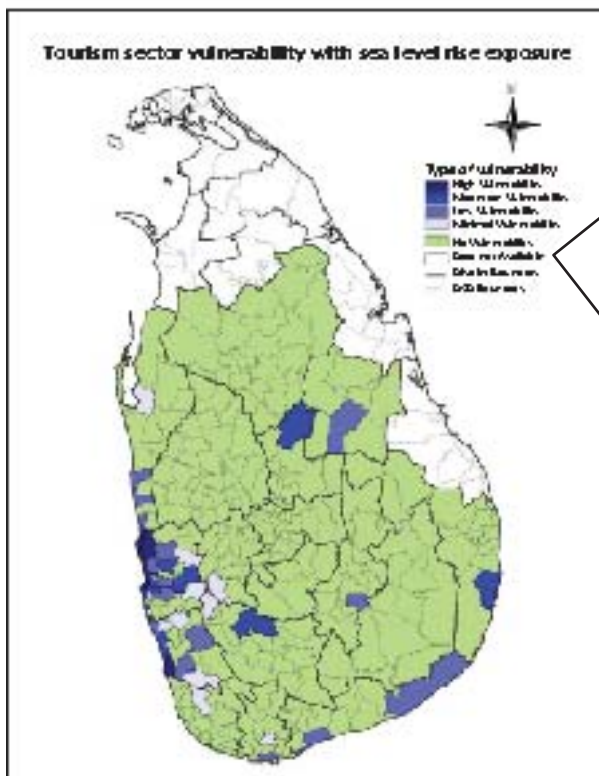 Tourism sector vulnerability with sea level rise exposure
N
Type of vulnerability
High Vulnerability
Moderate Vulnerability
Low Vulnerability
Minimal Vulnerability
No Vulnerability
Data not Available
District Boundary
DSD Boundary